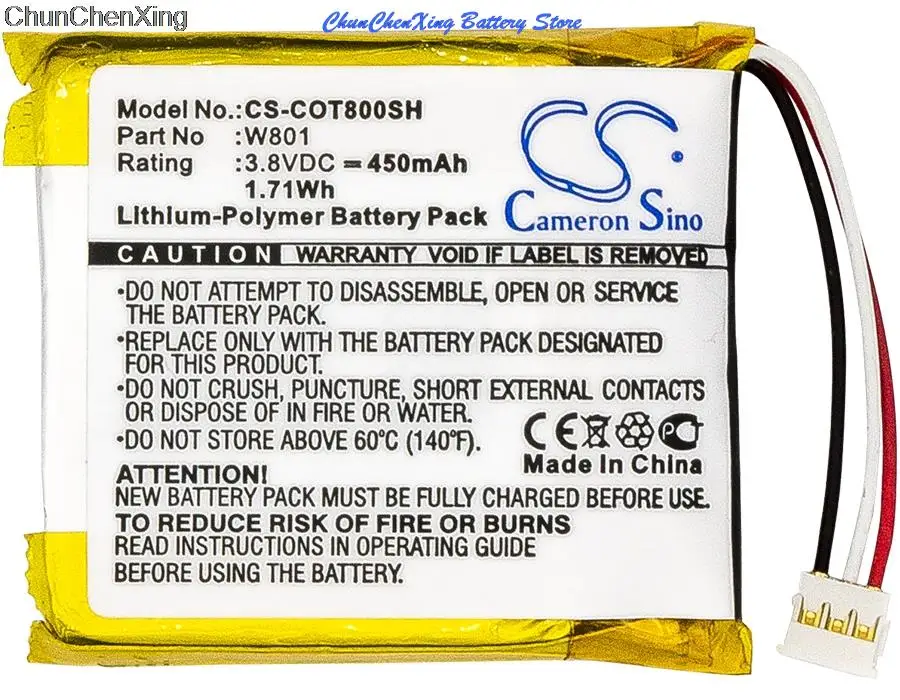 ChunChenXing
ChunChenXing Battery Store
Model No.:CS-COT800SH
Part No :W801
Rating :3.8VDC = 450mAh
1.71Wh
Lithium-Polymer Battery Pack
CS
Cameron Sino
CAUTION WARRANTY VOID IF LABEL IS REMOVED
·DO NOT ATTEMPT TO DISASSEMBLE, OPEN OR SERVICE
THE BATTERY PACK.
·REPLACE ONLY WITH THE BATTERY PACK DESIGNATED
FOR THIS PRODUCT.
·DO NOT CRUSH, PUNCTURE, SHORT EXTERNAL CONTACTS
OR DISPOSE OF IN FIRE OR WATER.
·DO NOT STORE ABOVE 60°C (140°F).
CE
PC
Made In China
ATTENTION!
NEW BATTERY PACK MUST BE FULLY CHARGED BEFORE USE.
TO REDUCE RISK OF FIRE OR BURNS
READ INSTRUCTIONS IN OPERATING GUIDE
BEFORE USING THE BATTERY PACK.